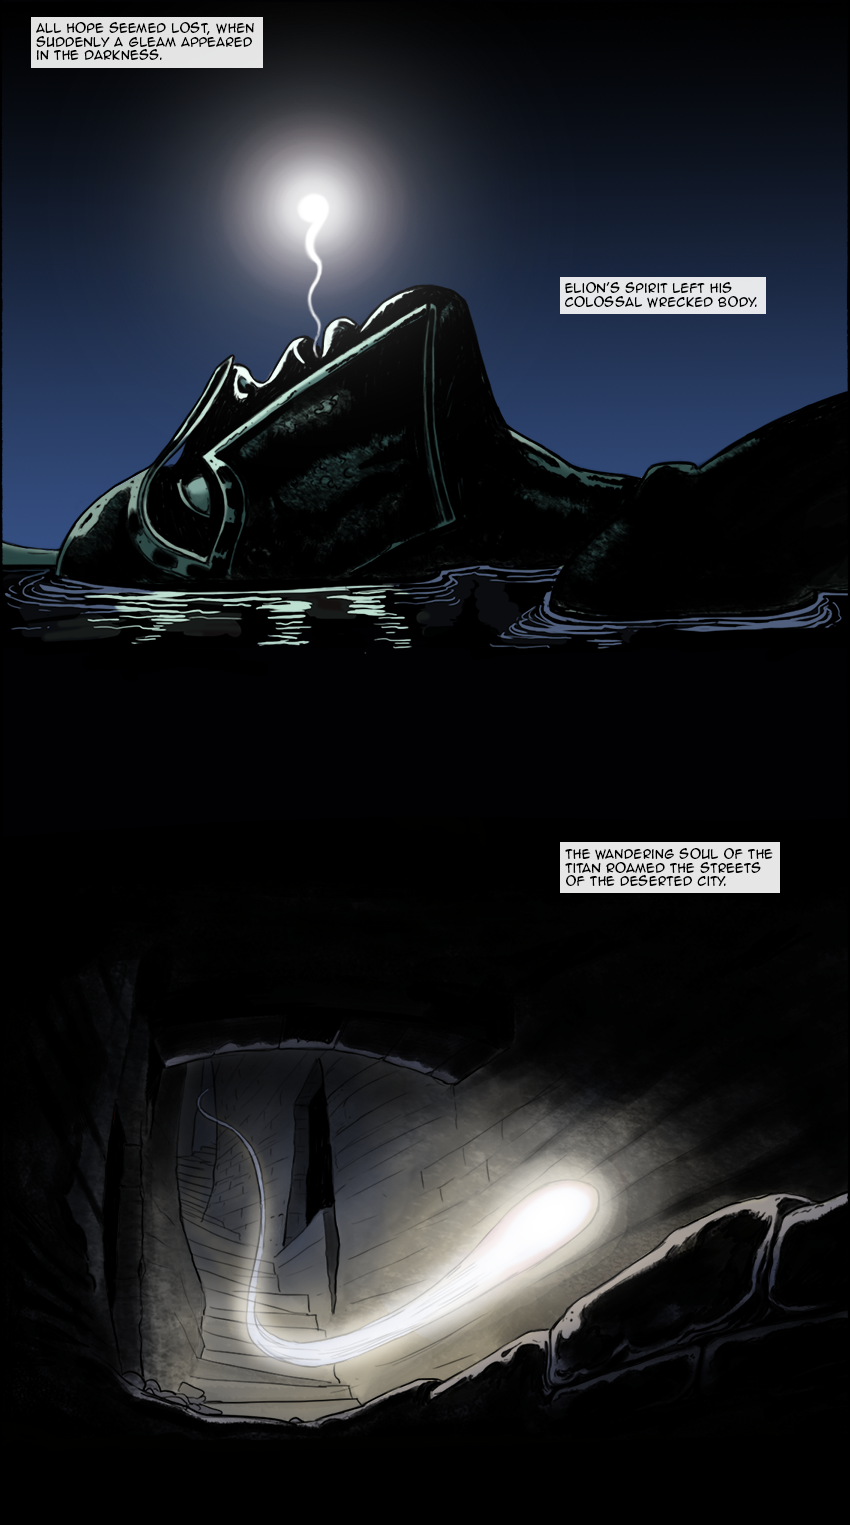 ALL HOPE SEEMED LOST, WHEN
SUDDENLY A GLEAM APPEARED
IN THE DARKNESS.
ELION'S SPIRIT LEFT HIS
COLOSSAL WRECKED BODY.
THE WANDERING SOUL OF THE
TITAN ROAMED THE STREETS
OF THE DESERTED CITY.